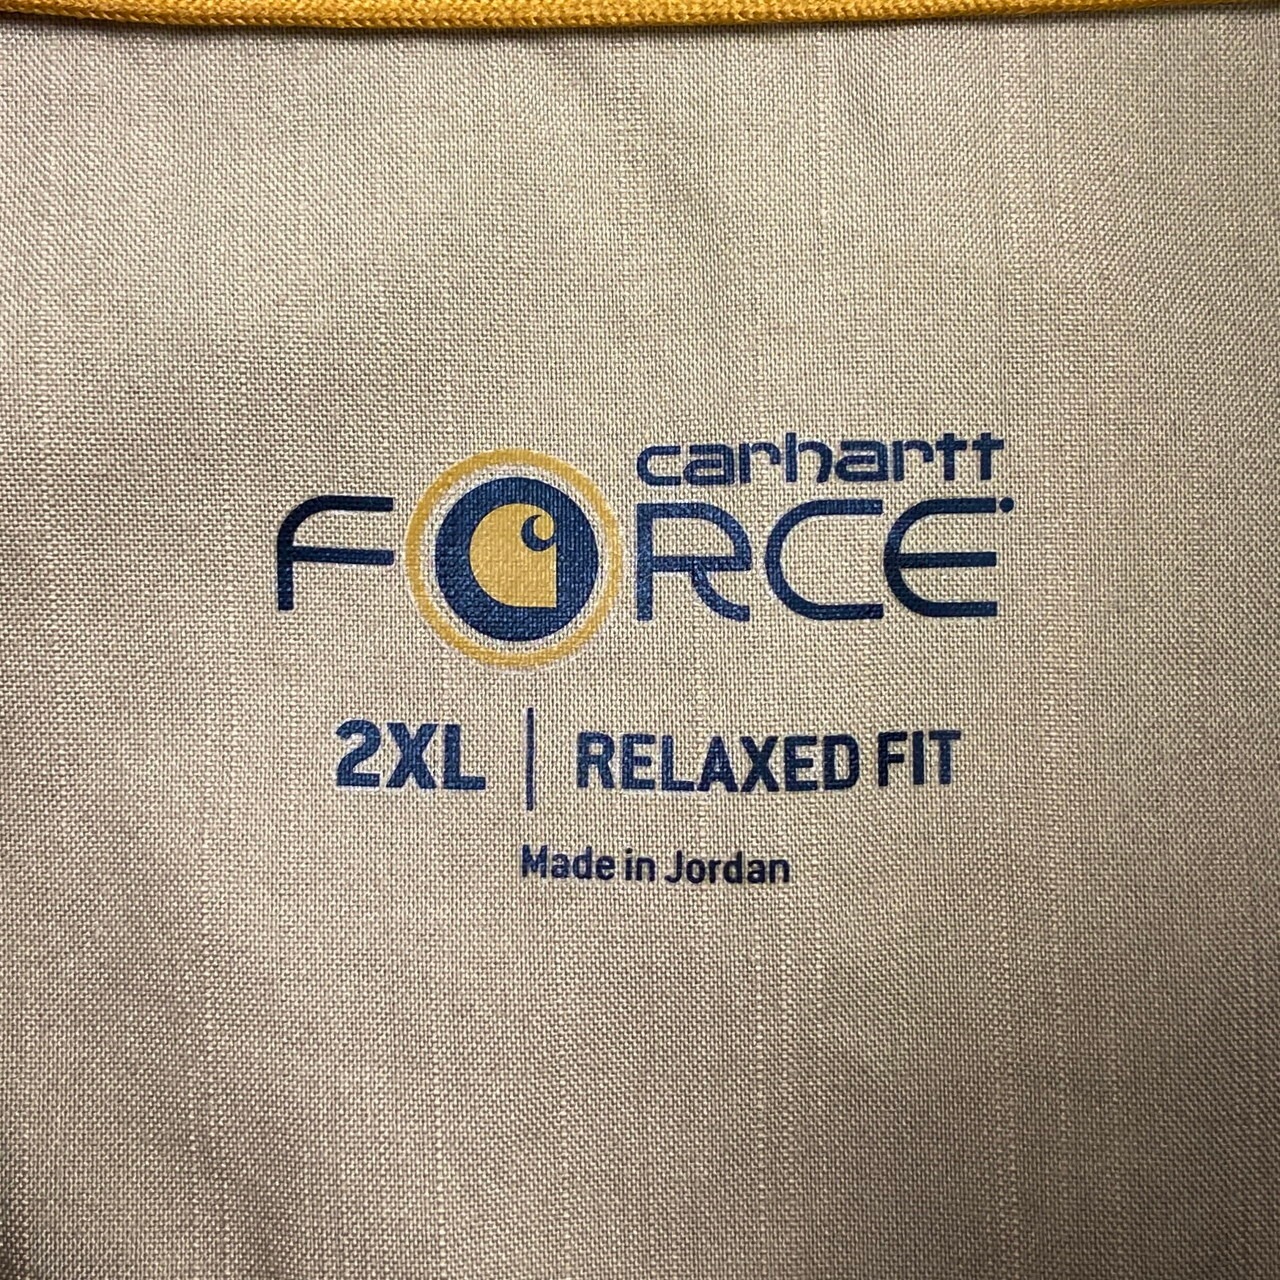 carhartt
FORCE
2XL | RELAXED FIT
Made in Jordan